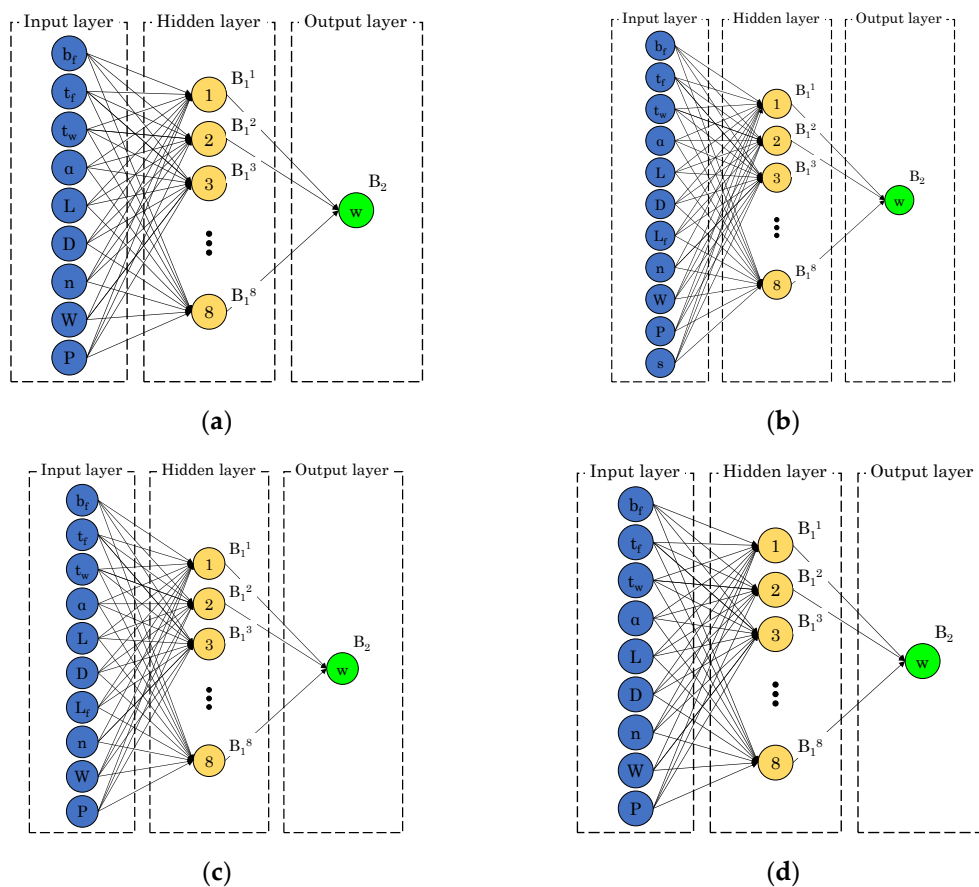 Input layer Hidden layer Output layer
b_f
t_f
t_w
α
L
D
n
W
P
1
2
3
8
B_1^1
B_1^2
B_1^3
B_1^8
B_2
w
(a)
Input layer Hidden layer Output layer
b_f
t_f
t_w
α
L
D
L_f
n
W
P
s
1
2
3
8
B_1^1
B_1^2
B_1^3
B_1^8
B_2
w
(b)
Input layer Hidden layer Output layer
b_f
t_f
t_w
α
L
D
L_f
n
W
P
1
2
3
8
B_1^1
B_1^2
B_1^3
B_1^8
B_2
w
(c)
Input layer Hidden layer Output layer
b_f
t_f
t_w
α
L
D
n
W
P
1
2
3
8
B_1^1
B_1^2
B_1^3
B_1^8
B_2
w
(d)